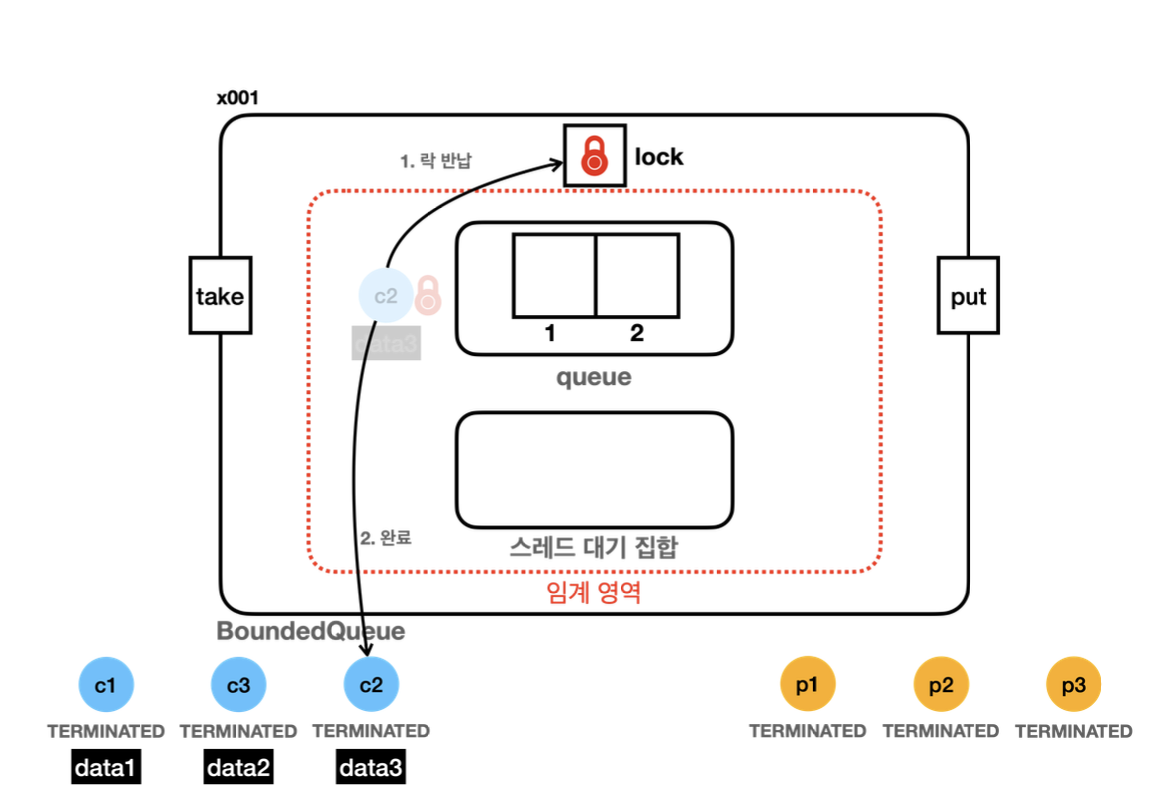 x001
1. 락 반납
lock
take
c2
data3
1
2
queue
put
2. 완료
스레드 대기 집합
임계 영역
BoundedQueue
c1
c3
c2
p1
p2
p3
TERMINATED
TERMINATED
TERMINATED
TERMINATED
TERMINATED
TERMINATED
data1
data2
data3